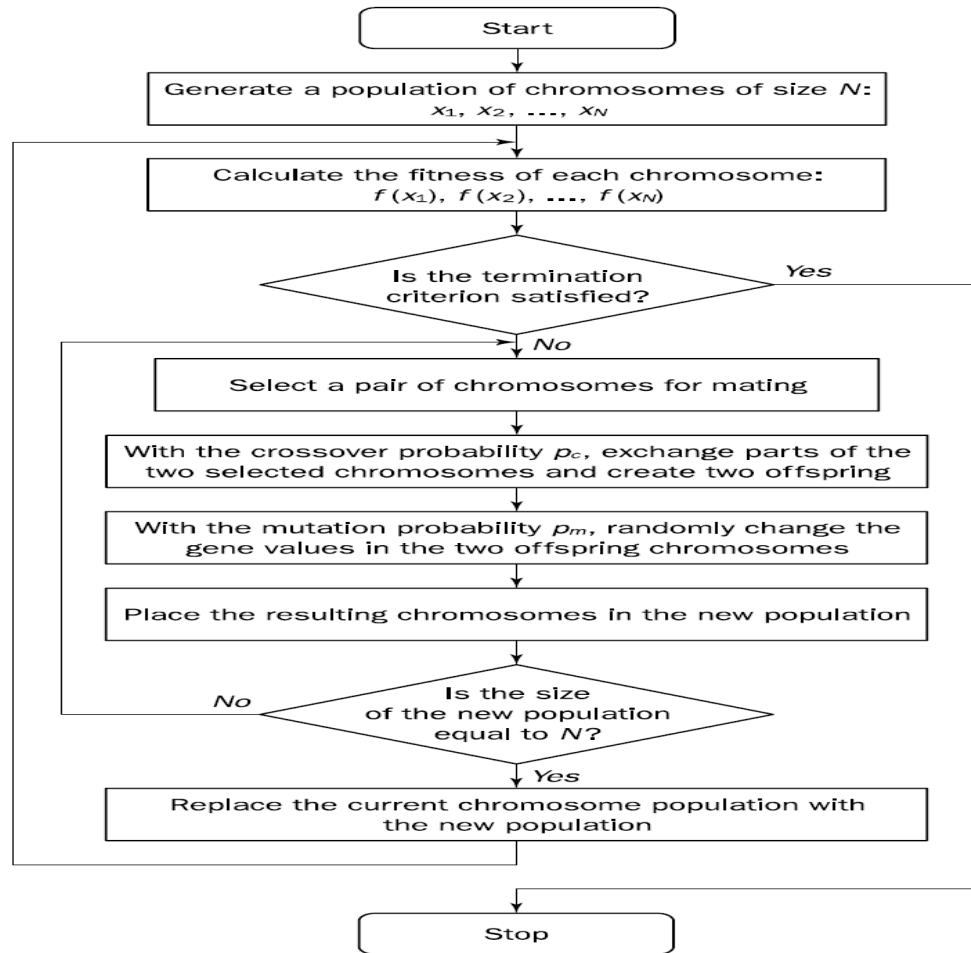 Start
Generate a population of chromosomes of size N:
x₁, x₂, ..., x_N
Calculate the fitness of each chromosome:
f (x₁), f (x₂), ..., f (x_N)
Is the termination
criterion satisfied?
Yes
No
Select a pair of chromosomes for mating
With the crossover probability p_c, exchange parts of the
two selected chromosomes and create two offspring
With the mutation probability p_m, randomly change the
gene values in the two offspring chromosomes
Place the resulting chromosomes in the new population
Is the size
of the new population
equal to N?
No
Yes
Replace the current chromosome population with
the new population
Stop